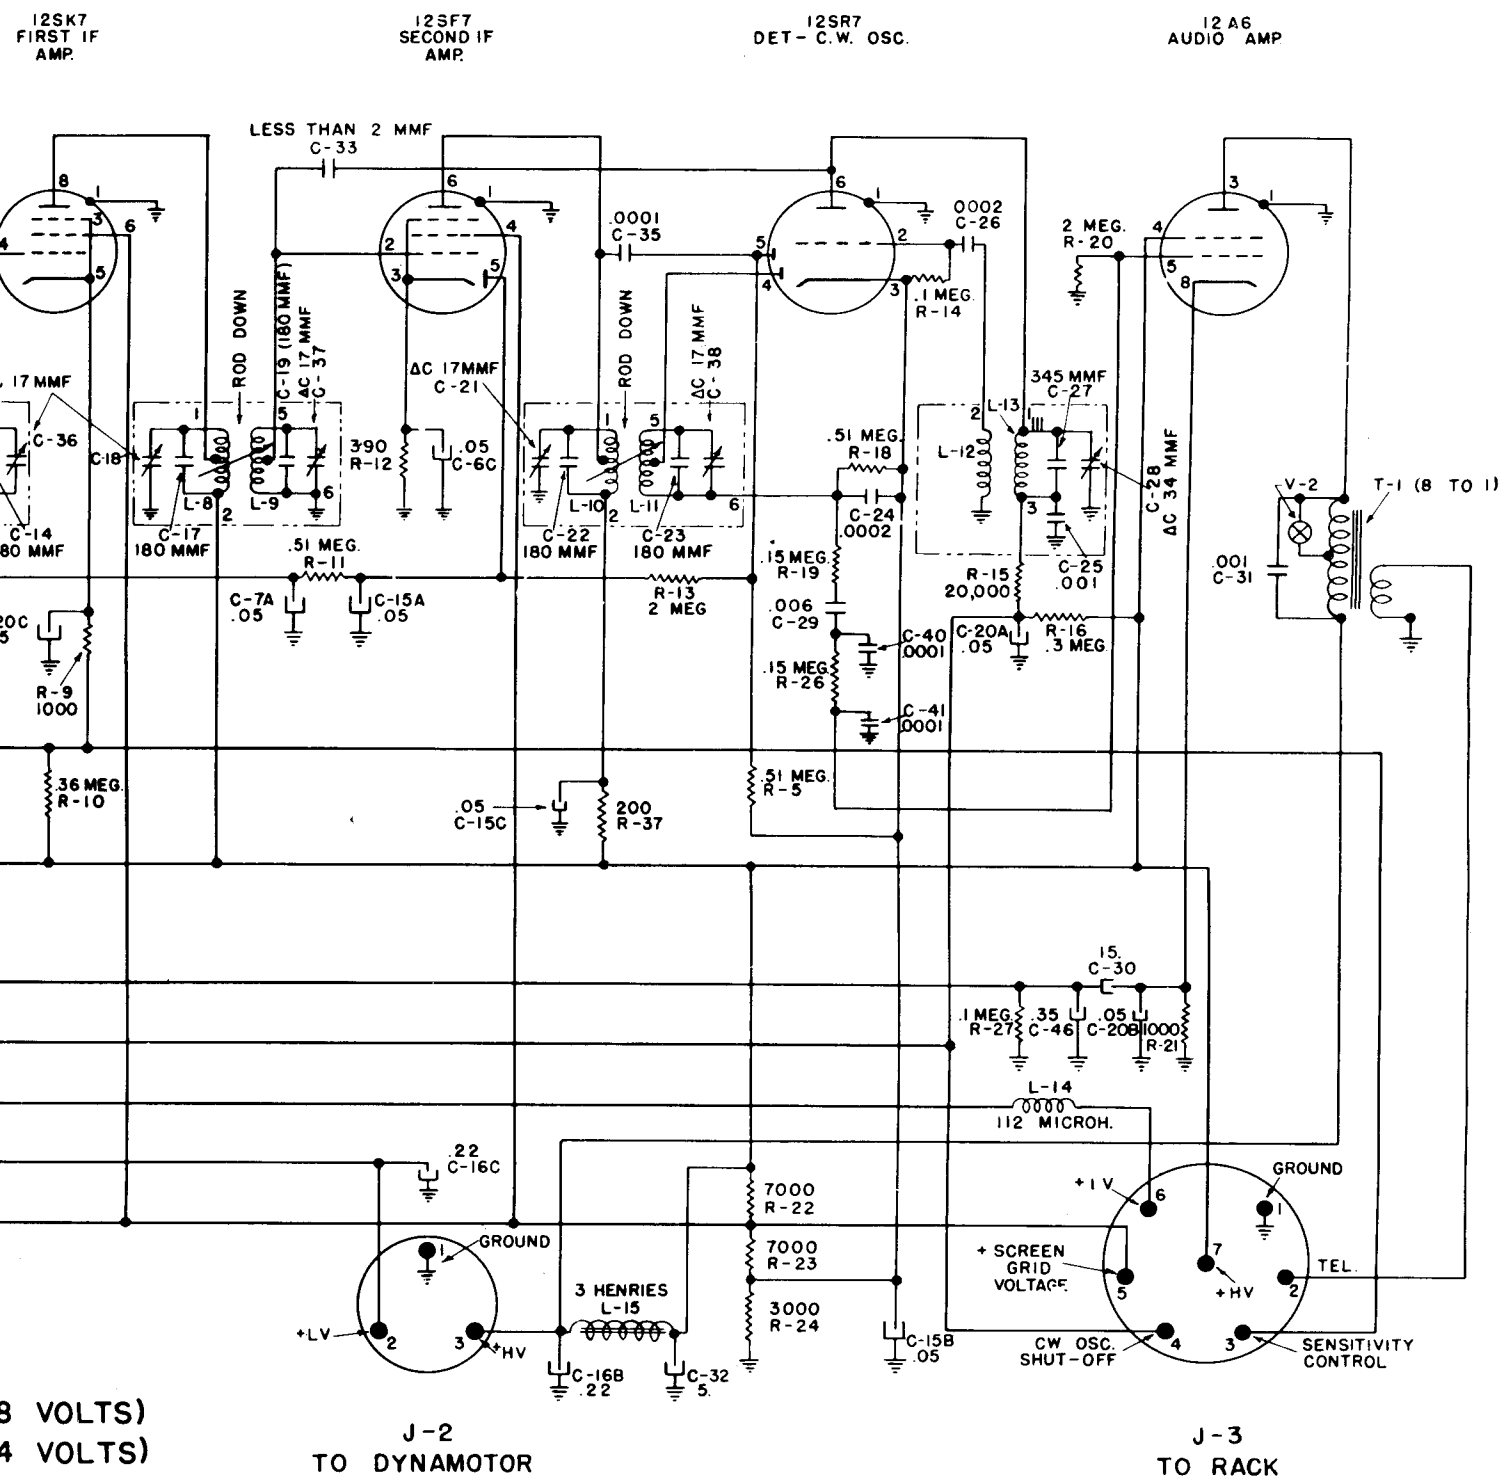 12SK7
FIRST IF
AMP.
12SF7
SECOND IF
AMP.
12SR7
DET- C.W. OSC.
12A6
AUDIO AMP
LESS THAN 2 MMF
C-33
8
1
3
6
4
5
6
1
4
2
3
5
.0001
C-35
6
1
5
2
4
3
0002
C-26
.1 MEG.
R-14
2 MEG.
R-20
3
1
4
5
8
17 MMF
C-36
C-18
ROD DOWN
C-19 (180 MMF)
ΔC 17 MMF
C-37
1
5
L-8
2
L-9
6
C-14
80 MMF
C-17
180 MMF
390
R-12
.05
C-6C
ΔC 17MMF
C-21
ROD DOWN
ΔC 17 MMF
C-38
1
5
L-10
2
L-11
6
C-22
180 MMF
C-23
180 MMF
.51 MEG.
R-18
C-24
.0002
345 MMF
C-27
2
L-13
1
L-12
3
C-28
ΔC 34 MMF
C-25
.001
V-2
T-1 (8 TO 1)
.001
C-31
.51 MEG.
R-11
C-7A
.05
C-15A
.05
R-13
2 MEG
.15 MEG.
R-19
.006
C-29
C-40
.0001
.15 MEG
R-26
C-41
.0001
R-15
20,000
C-20A
.05
R-16
.3 MEG.
20C
5
R-9
1000
.36 MEG.
R-10
.05
C-15C
200
R-37
.51 MEG.
R-5
15.
C-30
.1 MEG.
R-27
.35
C-46
.05
C-20B
1000
R-21
L-14
112 MICROH.
.22
C-16C
7000
R-22
7000
R-23
3000
R-24
1
GROUND
+LV
2
3
+HV
3 HENRIES
L-15
C-16B
.22
C-32
5.
C-15B
.05
6
GROUND
1
+ SCREEN
GRID
VOLTAGE
5
7
+HV
TEL.
2
CW OSC.
SHUT-OFF
4
3
SENSITIVITY
CONTROL
8 VOLTS)
4 VOLTS)
J-2
TO DYNAMOTOR
J-3
TO RACK